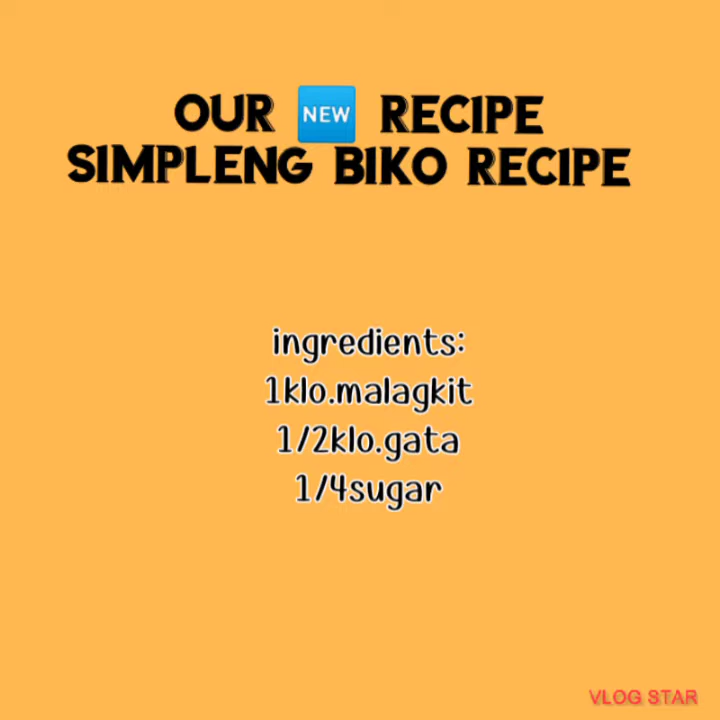 OUR 🆕 RECIPE
SIMPLENG BIKO RECIPE
ingredients:
1klo.malagkit
1/2klo.gata
1/4sugar
VLOG STAR